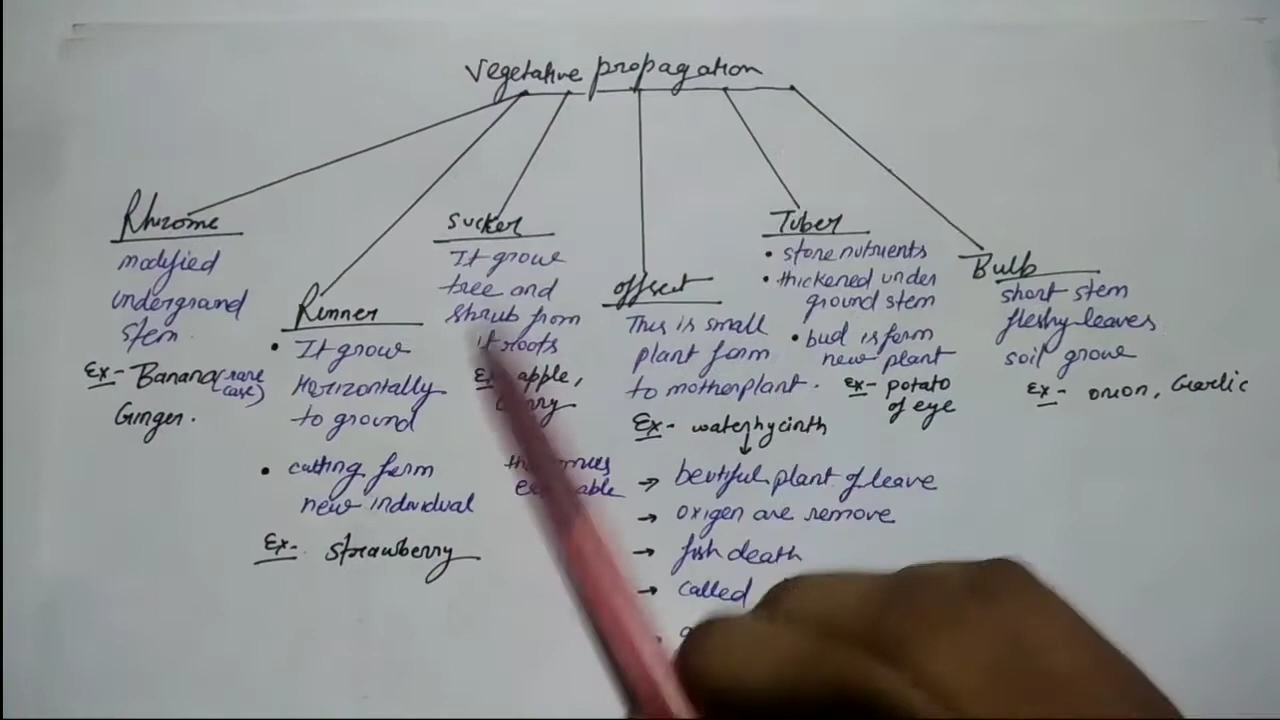 Vegetative propagation
Rhizome
modified
underground
stem
Ex- Banana (rare case)
Ginger.
Runner
• It grow
Horizontally
to ground
• cutting form
new individual
Ex- strawberry
Sucker
It grow
tree and
shrub from
it roots
Ex apple,
offset
This is small
plant form
to motherplant.
Ex- waterhycinth
→ beutiful plant of leave
→ oxigen are remove
→ fish death
→ called
Tuber
• store nutrients
• thickened under
ground stem
• bud is form
new plant
Ex- potato
of eye
Bulb
short stem
fleshy leaves
soil grow
Ex- onion, Garlic